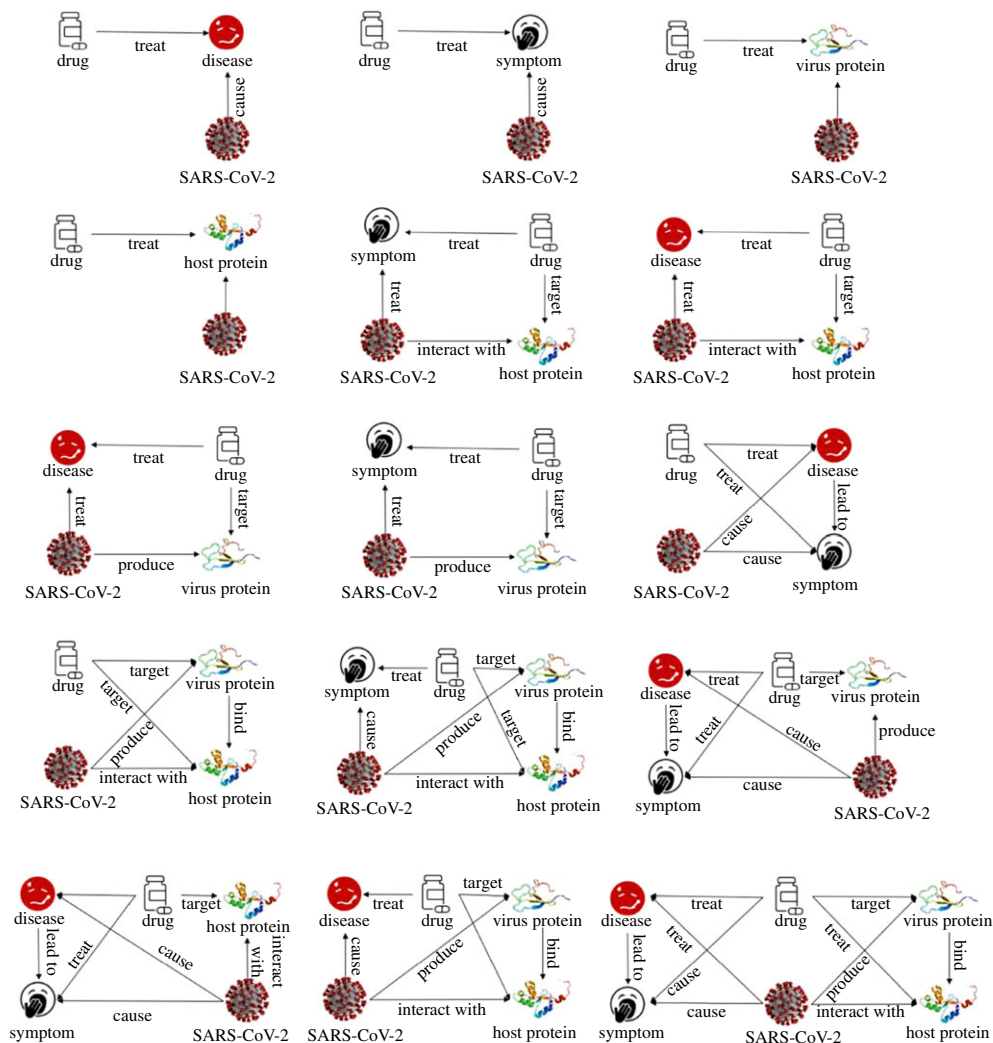 drug
treat
disease
cause
SARS-CoV-2
drug
treat
symptom
cause
SARS-CoV-2
drug
treat
virus protein
SARS-CoV-2
drug
treat
host protein
SARS-CoV-2
symptom
treat
drug
treat
target
interact with
SARS-CoV-2
host protein
disease
treat
drug
treat
target
interact with
SARS-CoV-2
host protein
disease
treat
drug
treat
target
produce
SARS-CoV-2
virus protein
symptom
treat
drug
treat
target
produce
SARS-CoV-2
virus protein
drug
treat
disease
treat
lead to
cause
cause
SARS-CoV-2
symptom
drug
target
virus protein
target
bind
produce
interact with
SARS-CoV-2
host protein
symptom
treat
drug
target
virus protein
cause
produce
target
bind
interact with
SARS-CoV-2
host protein
disease
treat
drug
target
virus protein
lead to
treat
cause
produce
cause
symptom
SARS-CoV-2
disease
drug
target
host protein
lead to
treat
cause
interact
with
cause
symptom
SARS-CoV-2
disease
treat
drug
target
virus protein
cause
produce
bind
interact with
SARS-CoV-2
host protein
disease
treat
drug
target
virus protein
lead to
treat
treat
bind
cause
produce
cause
interact with
symptom
SARS-CoV-2
host protein